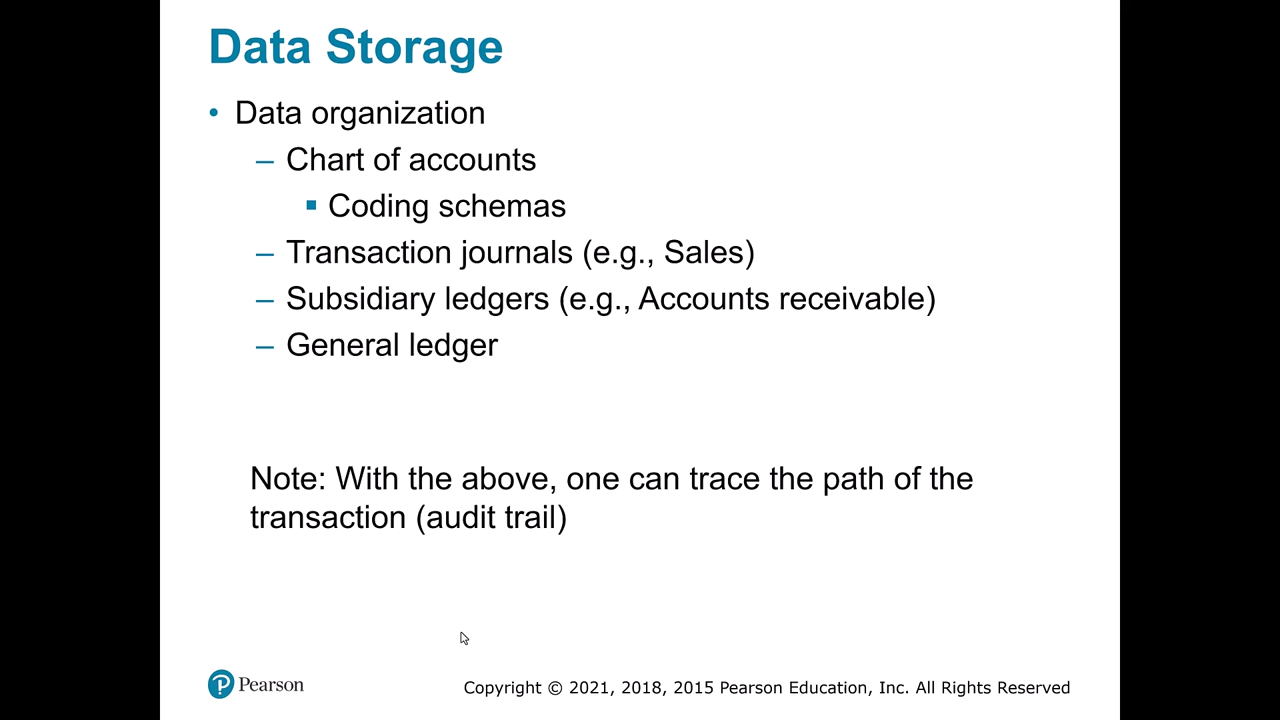 Data Storage
• Data organization
– Chart of accounts
▪ Coding schemas
– Transaction journals (e.g., Sales)
– Subsidiary ledgers (e.g., Accounts receivable)
– General ledger
Note: With the above, one can trace the path of the
transaction (audit trail)
Pearson
Copyright © 2021, 2018, 2015 Pearson Education, Inc. All Rights Reserved